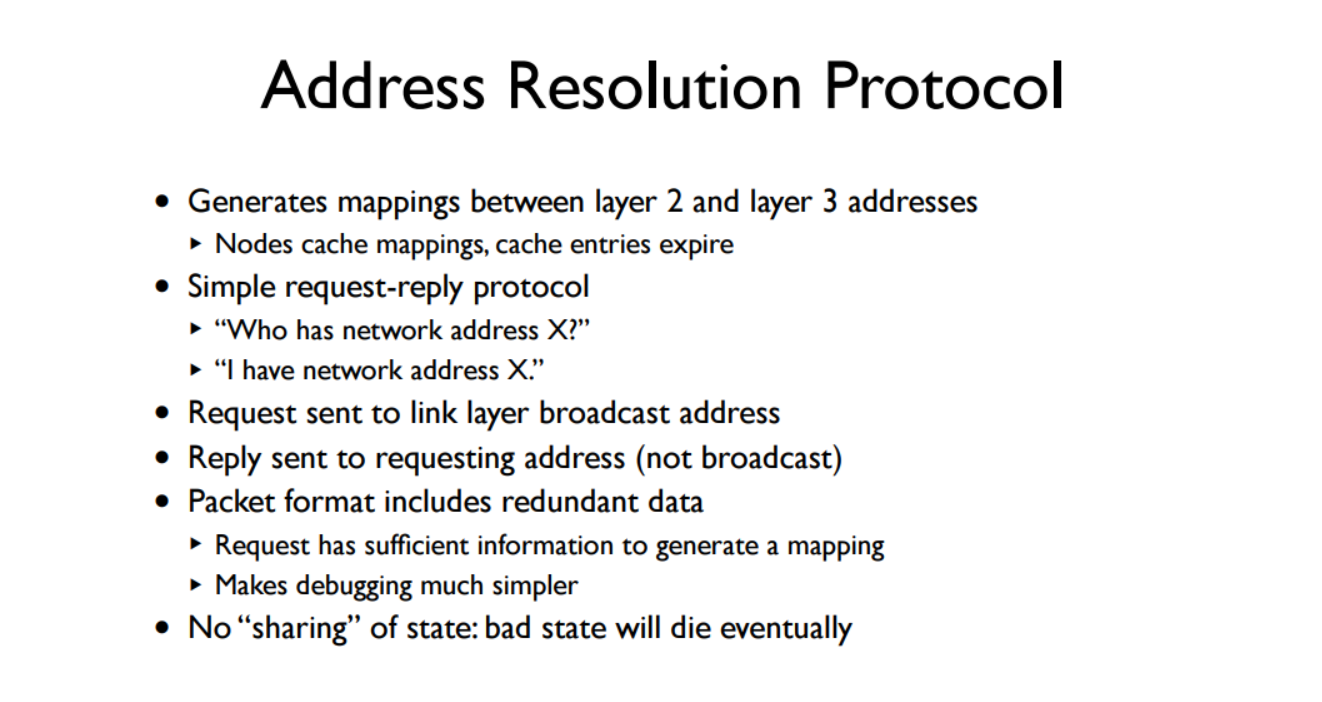 Address Resolution Protocol
• Generates mappings between layer 2 and layer 3 addresses
‣ Nodes cache mappings, cache entries expire
• Simple request-reply protocol
‣ “Who has network address X?”
‣ “I have network address X.”
• Request sent to link layer broadcast address
• Reply sent to requesting address (not broadcast)
• Packet format includes redundant data
‣ Request has sufficient information to generate a mapping
‣ Makes debugging much simpler
• No “sharing” of state: bad state will die eventually